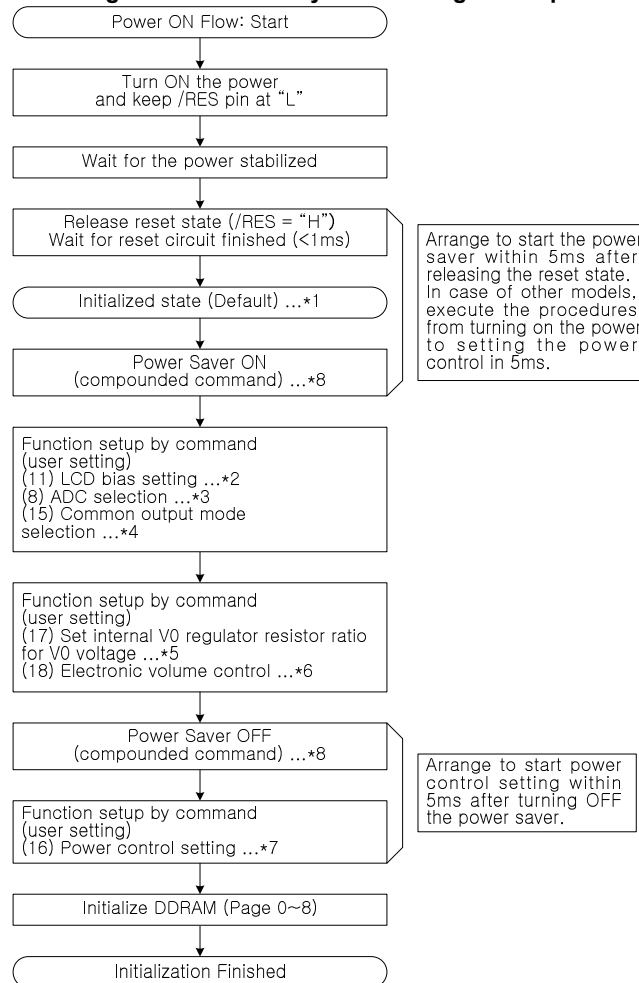 Power ON Flow: Start
Turn ON the power
and keep /RES pin at “L”
Wait for the power stabilized
Release reset state (/RES = “H”)
Wait for reset circuit finished (<1ms)
Initialized state (Default) ...*1
Power Saver ON
(compounded command) ...*8
Arrange to start the power
saver within 5ms after
releasing the reset state.
In case of other models,
execute the procedures
from turning on the power
to setting the power
control in 5ms.
Function setup by command
(user setting)
(11) LCD bias setting ...*2
(8) ADC selection ...*3
(15) Common output mode
selection ...*4
Function setup by command
(user setting)
(17) Set internal V0 regulator resistor ratio
for V0 voltage ...*5
(18) Electronic volume control ...*6
Power Saver OFF
(compounded command) ...*8
Function setup by command
(user setting)
(16) Power control setting ...*7
Arrange to start power
control setting within
5ms after turning OFF
the power saver.
Initialize DDRAM (Page 0~8)
Initialization Finished